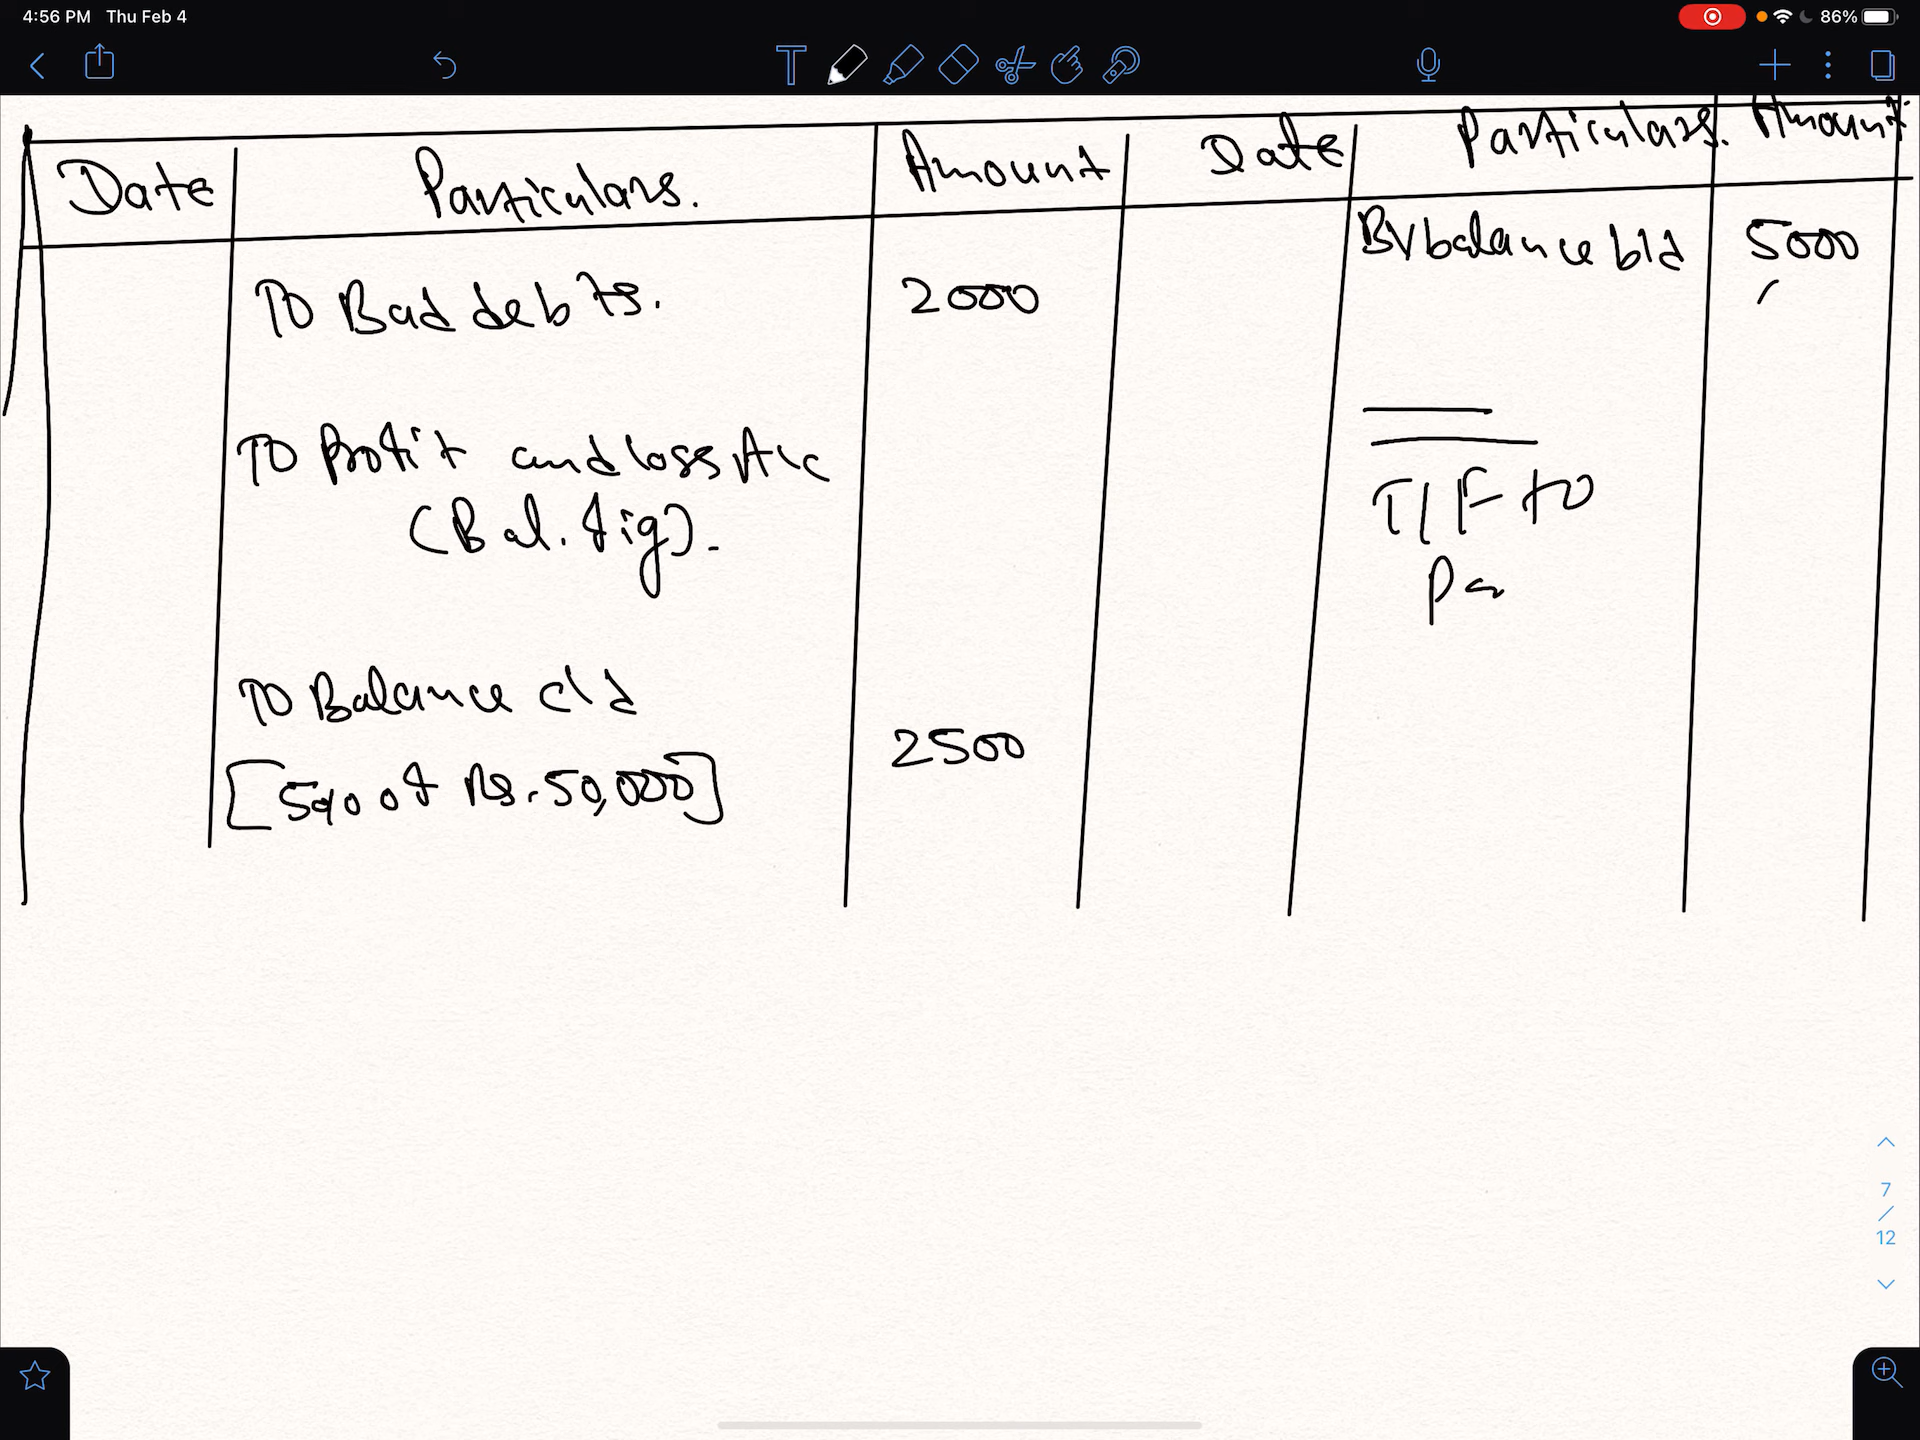 4:56 PM Thu Feb 4
86%
Date Particulars. Amount Date Particulars. Amount
By balance b/d 5000
To Bad debts. 2000
To Profit and loss A/c
(Bal. fig).
T/F to
To Balance c/d
2500
[5% of Rs. 50,000]
7
/
12